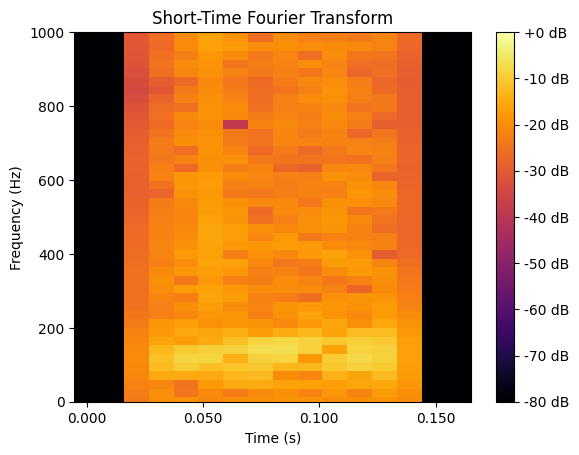 Short-Time Fourier Transform
1000
800
600
400
200
0
Frequency (Hz)
0.000
0.050
0.100
0.150
Time (s)
+0 dB
-10 dB
-20 dB
-30 dB
-40 dB
-50 dB
-60 dB
-70 dB
-80 dB